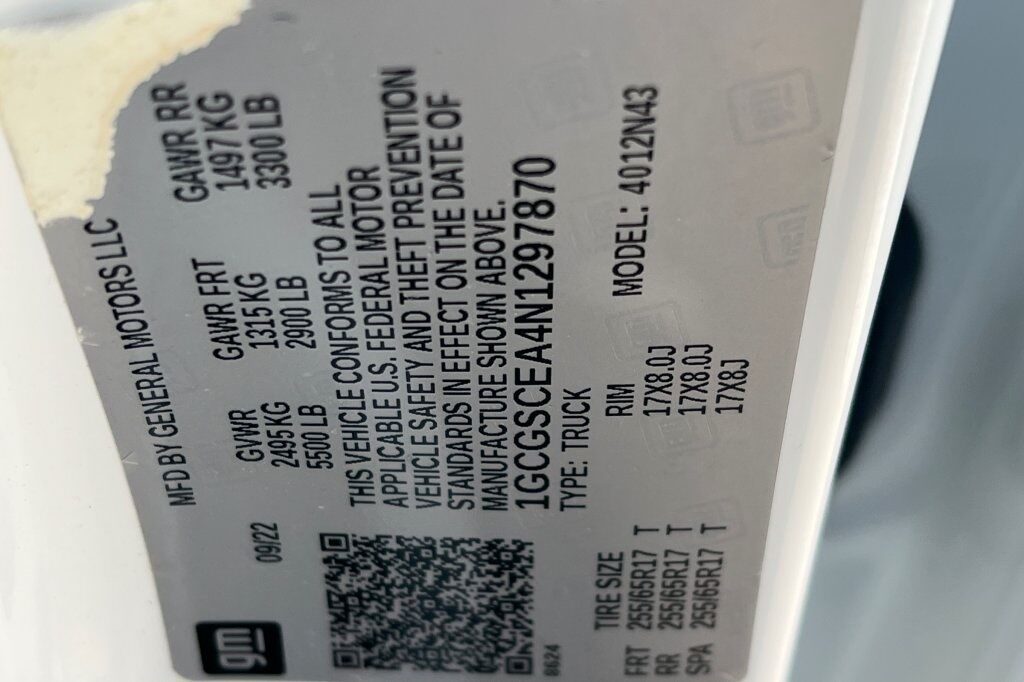 gm
09/22
MFD BY GENERAL MOTORS LLC
GVWR GAWR FRT GAWR RR
2495 KG 1315 KG 1497 KG
5500 LB 2900 LB 3300 LB
THIS VEHICLE CONFORMS TO ALL
APPLICABLE U.S. FEDERAL MOTOR
VEHICLE SAFETY AND THEFT PREVENTION
STANDARDS IN EFFECT ON THE DATE OF
MANUFACTURE SHOWN ABOVE.
1GCGSCEA4N1297870
TYPE: TRUCK MODEL: 4012N43
8624
TIRE SIZE RIM
FRT 255/65R17 T 17X8.0J
RR 255/65R17 T 17X8.0J
SPA 255/65R17 T 17X8J